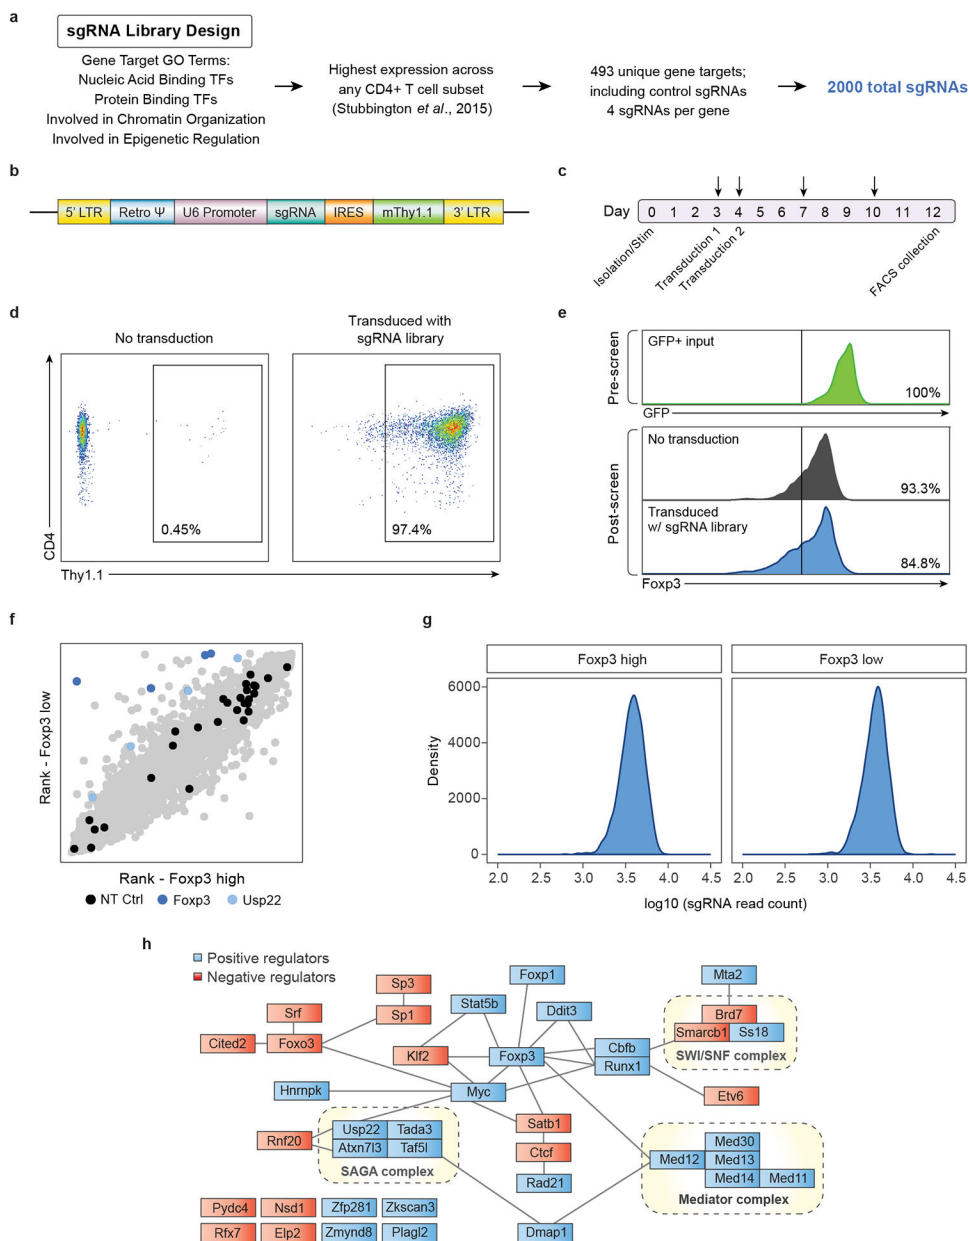 a
sgRNA Library Design
Gene Target GO Terms:
Nucleic Acid Binding TFs
Protein Binding TFs
Involved in Chromatin Organization
Involved in Epigenetic Regulation
Highest expression across
any CD4+ T cell subset
(Stubbington et al., 2015)
493 unique gene targets;
including control sgRNAs
4 sgRNAs per gene
2000 total sgRNAs
b
5' LTR Retro Ψ U6 Promoter sgRNA IRES mThy1.1 3' LTR
c
Day 0 1 2 3 4 5 6 7 8 9 10 11 12
Isolation/Stim
Transduction 1
Transduction 2
FACS collection
d
No transduction
Transduced with
sgRNA library
CD4
0.45%
97.4%
Thy1.1
e
Pre-screen
GFP+ input
100%
GFP
Post-screen
No transduction
93.3%
Transduced
w/ sgRNA library
84.8%
Foxp3
f
Rank - Foxp3 low
Rank - Foxp3 high
NT Ctrl Foxp3 Usp22
g
Foxp3 high Foxp3 low
Density
6000
4000
2000
0
2.0 2.5 3.0 3.5 4.0 4.5 2.0 2.5 3.0 3.5 4.0 4.5
log10 (sgRNA read count)
h
Positive regulators
Negative regulators
Sp3
Sp1
Srf
Cited2
Foxo3
Stat5b
Foxp1
Ddit3
Mta2
Brd7
Smarcb1
Ss18
SWI/SNF complex
Klf2
Foxp3
Cbfb
Runx1
Hnrnpk
Myc
Etv6
Rnf20
Usp22
Tada3
Atxn7l3
Taf5l
SAGA complex
Satb1
Ctcf
Rad21
Med30
Med12
Med13
Med14
Med11
Mediator complex
Pydc4
Nsd1
Zfp281
Zkscan3
Rfx7
Elp2
Zmynd8
Plagl2
Dmap1